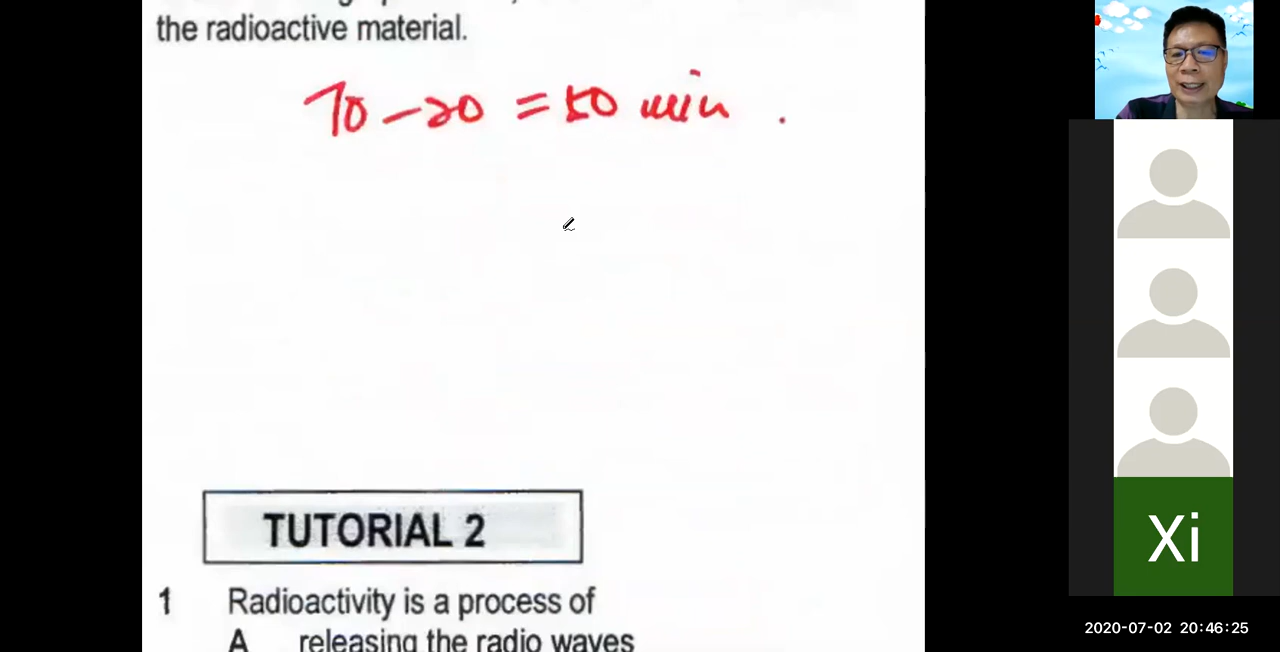 the radioactive material.
70 - 20 = 50 min .
TUTORIAL 2
1 Radioactivity is a process of
A releasing the radio waves
Xi
2020-07-02 20:46:25